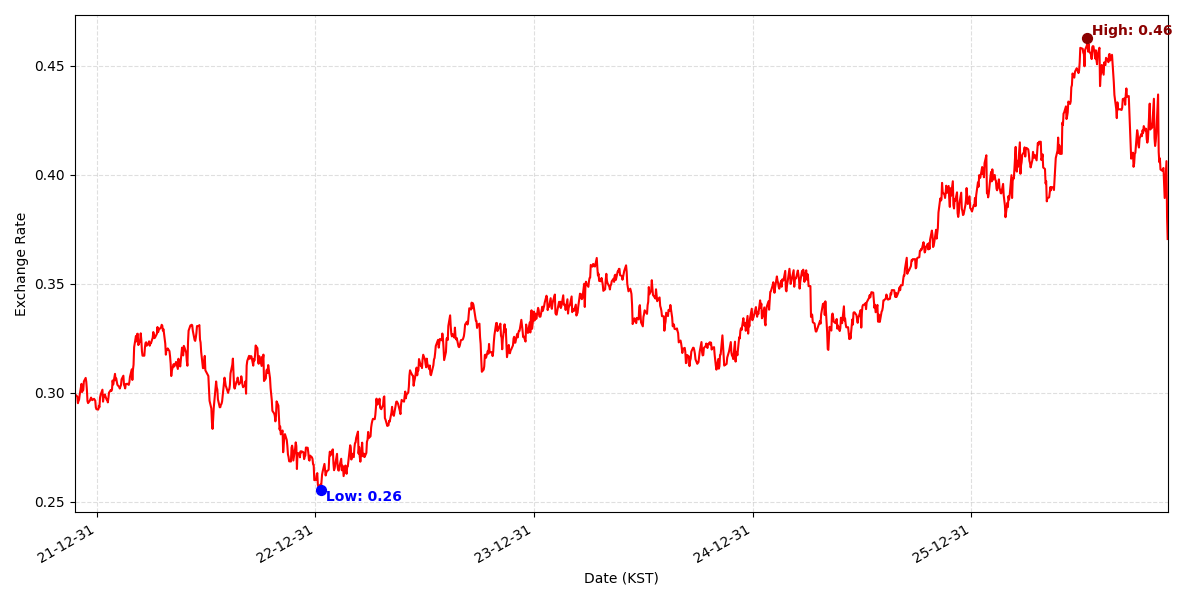 High: 0.46
0.45
0.40
0.35
0.30
0.25
Exchange Rate
Low: 0.26
21-12-31
22-12-31
23-12-31
24-12-31
25-12-31
Date (KST)